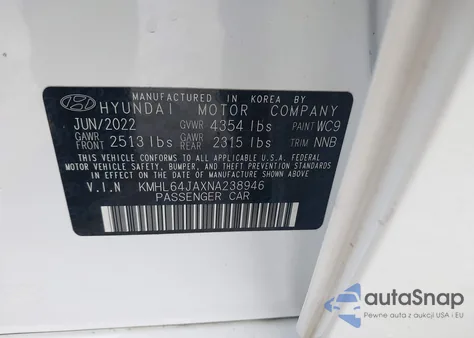 MANUFACTURED IN KOREA BY
HYUNDAI MOTOR COMPANY
JUN/2022 GVWR 4354 lbs PAINT WC9
GAWR FRONT 2513 lbs GAWR REAR 2315 lbs TRIM NNB
THIS VEHICLE CONFORMS TO ALL APPLICABLE U.S.A. FEDERAL
MOTOR VEHICLE SAFETY, BUMPER, AND THEFT PREVENTION STANDARDS
IN EFFECT ON THE DATE OF MANUFACTURE SHOWN ABOVE.
V.I.N KMHL64JAXNA238946
PASSENGER CAR
autoSnap
Pewne auta z USA i EU